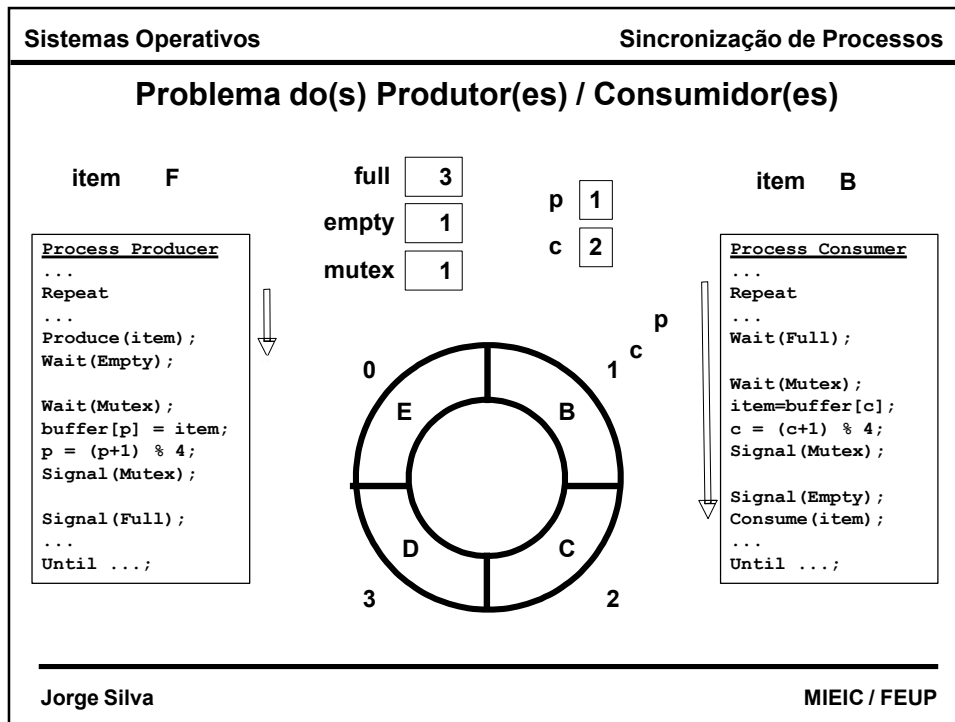 Sistemas Operativos
Sincronização de Processos
Problema do(s) Produtor(es) / Consumidor(es)
item F
full 3
empty 1
mutex 1
p 1
c 2
item B
Process Producer
...
Repeat
...
Produce(item);
Wait(Empty);
Wait(Mutex);
buffer[p] = item;
p = (p+1) % 4;
Signal(Mutex);
Signal(Full);
...
Until ...;
p
c
0
1
E
B
D
C
3
2
Process Consumer
...
Repeat
...
Wait(Full);
Wait(Mutex);
item=buffer[c];
c = (c+1) % 4;
Signal(Mutex);
Signal(Empty);
Consume(item);
...
Until ...;
Jorge Silva
MIEIC / FEUP